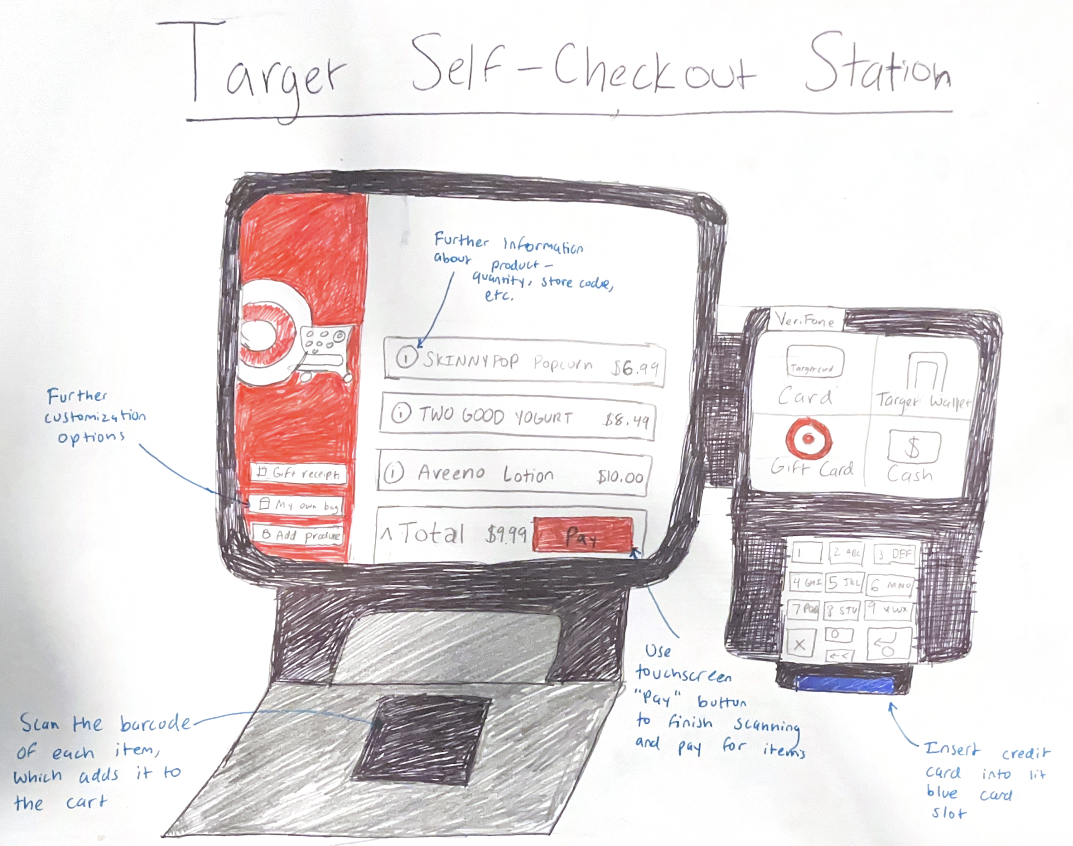 Targer Self-Checkout Station
Further Information
about product -
quantity, store code,
etc.
Further
customization
options
ⓘ SKINNYPOP Popcorn $6.99
ⓘ TWO GOOD YOGURT $8.49
ⓘ Aveeno Lotion $10.00
^ Total $9.99 Pay
Gift receipt
My own bag
Add produce
VeriFone
Target card
Card
Target Wallet
Gift Card
$
Cash
1 2 ABC 3 DEF
4 GHI 5 JKL 6 MNO
7 8 STU 9 VWX
X 0
<<
Scan the barcode
of each item,
which adds it to
the cart
Use
touchscreen
"Pay" button
to finish scanning
and pay for items
Insert credit
card into lit
blue card
slot